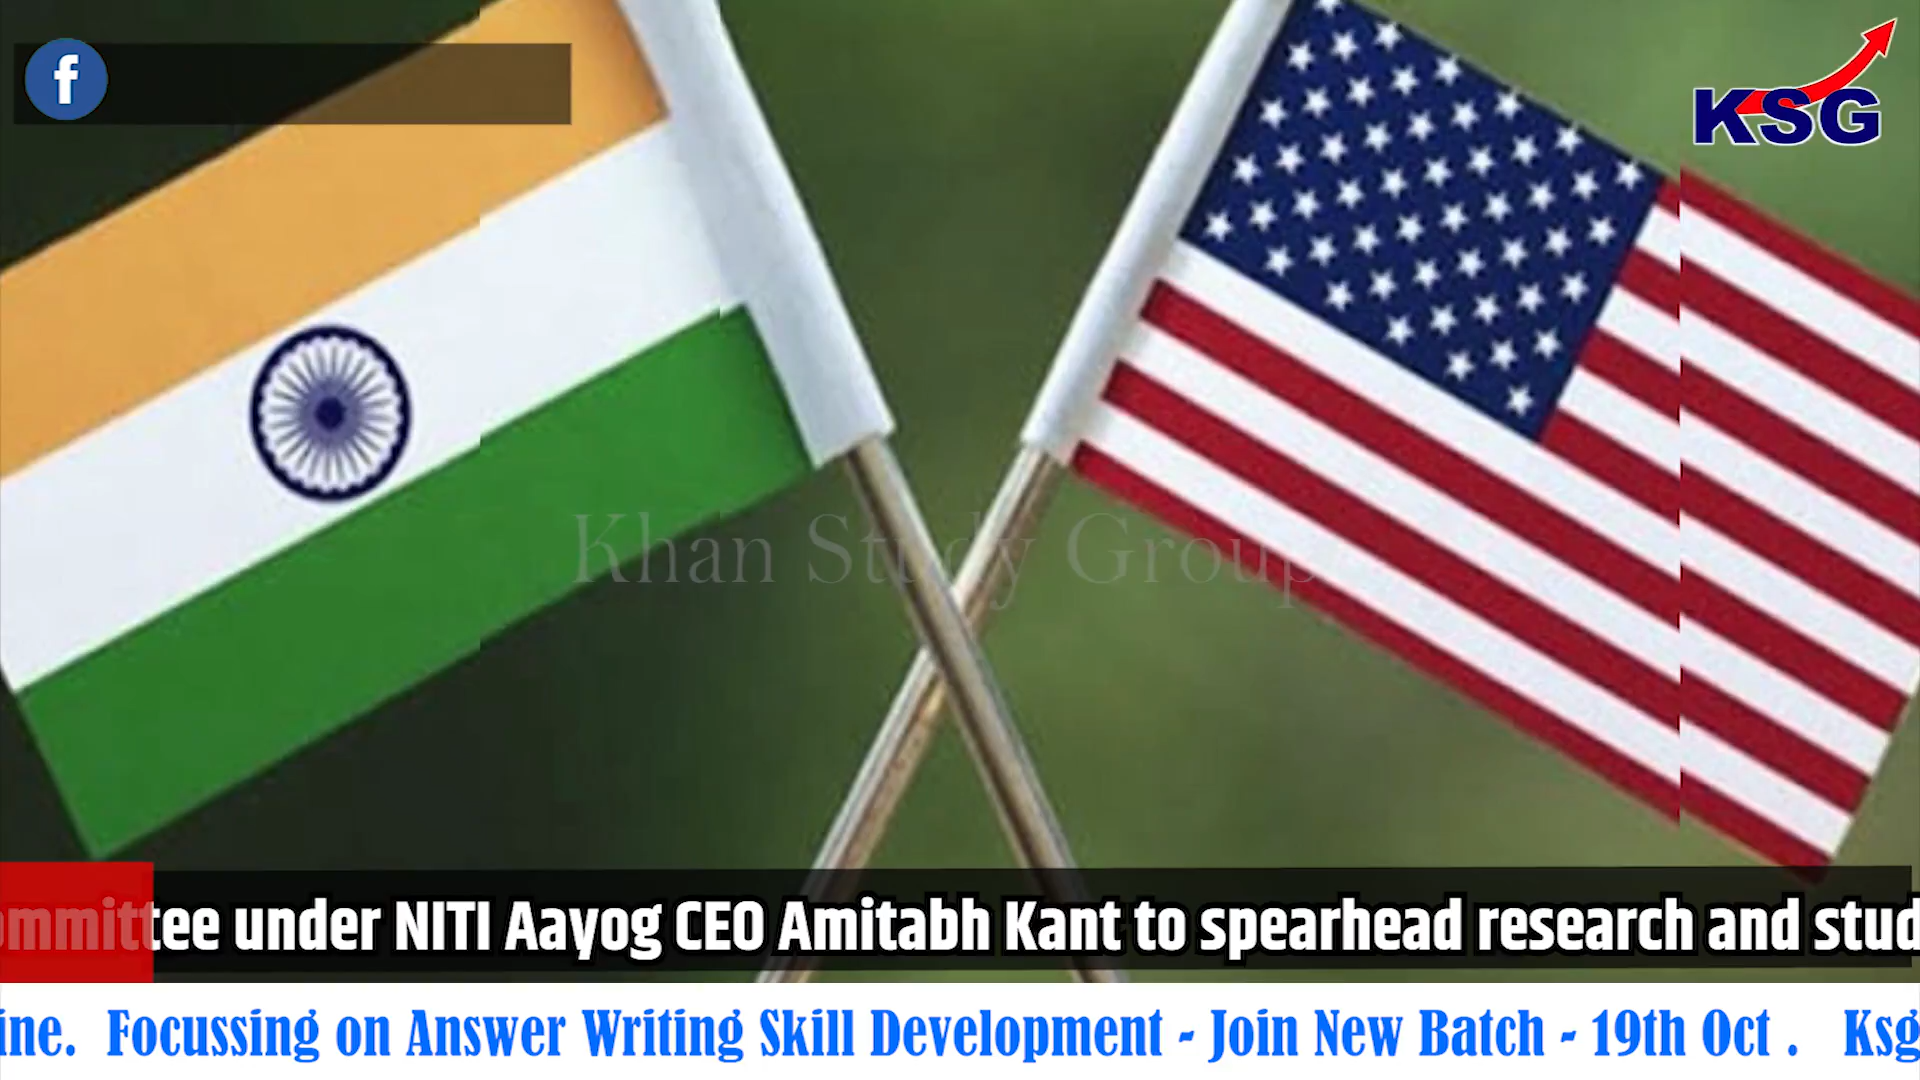 f
KSG
Khan Study Group
ommittee under NITI Aayog CEO Amitabh Kant to spearhead research and stud
ine. Focussing on Answer Writing Skill Development - Join New Batch - 19th Oct . Ksg